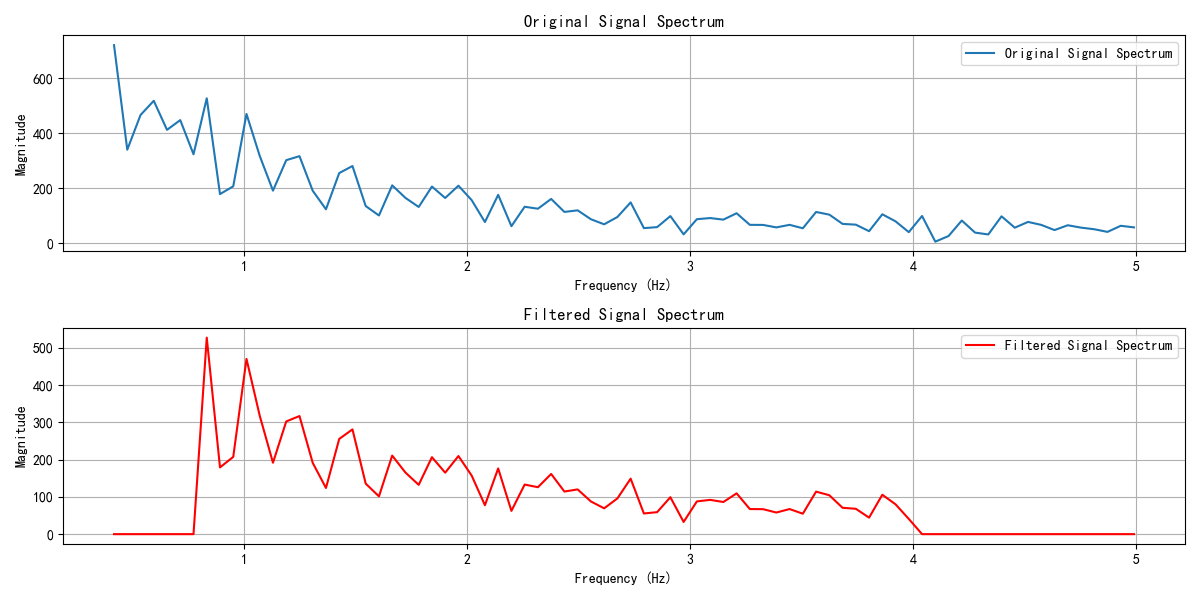 Original Signal Spectrum
Original Signal Spectrum
Magnitude
600
400
200
0
1 2 3 4 5
Frequency (Hz)
Filtered Signal Spectrum
Filtered Signal Spectrum
Magnitude
500
400
300
200
100
0
1 2 3 4 5
Frequency (Hz)